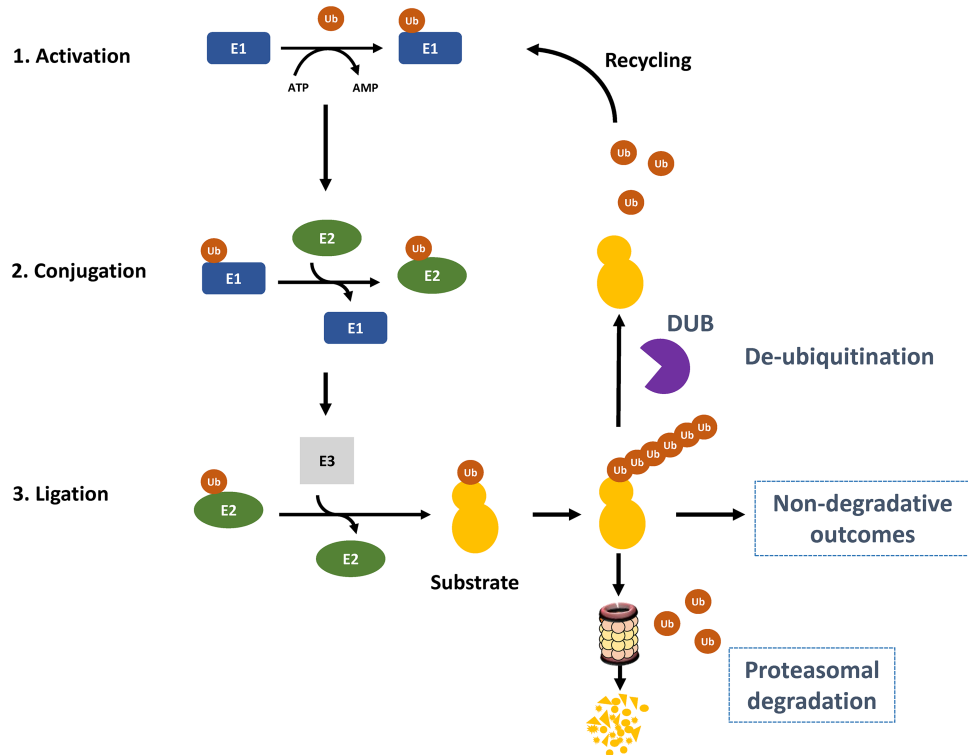 Ub
Ub
1. Activation
E1
E1
ATP
AMP
Recycling
Ub
Ub
Ub
2. Conjugation
Ub
E1
E2
Ub
E2
E1
DUB
De-ubiquitination
3. Ligation
Ub
E2
E3
E2
Ub
Substrate
Ub
Ub
Ub
Ub
Ub
Ub
Non-degradative
outcomes
Ub
Ub
Ub
Proteasomal
degradation